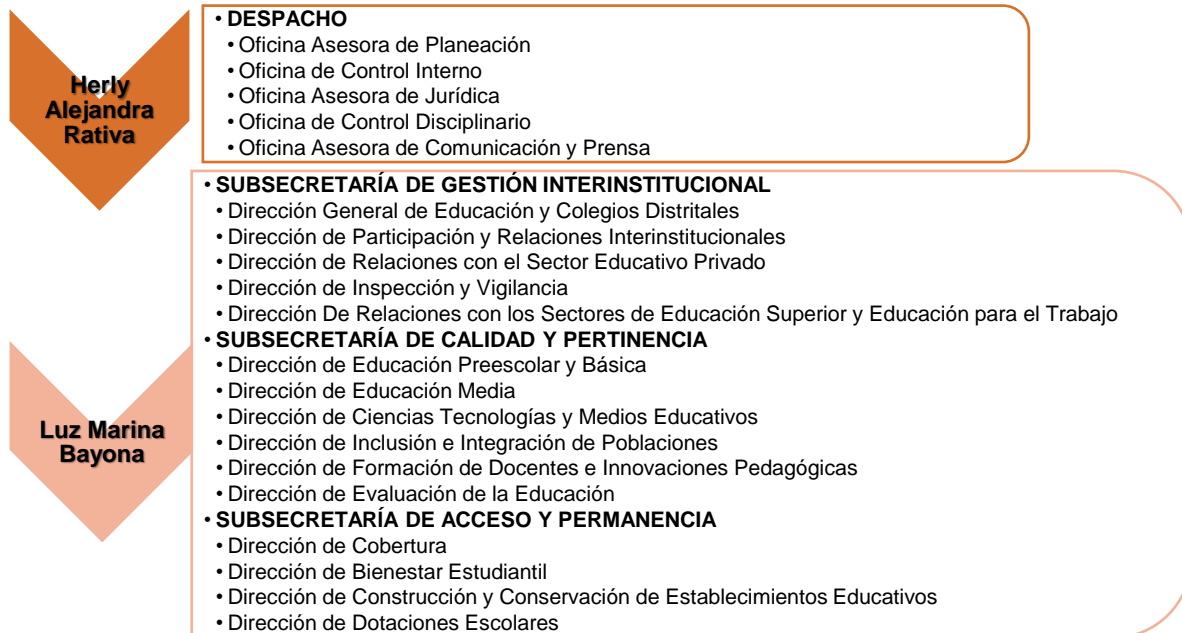 Herly
Alejandra
Rativa
• DESPACHO
• Oficina Asesora de Planeación
• Oficina de Control Interno
• Oficina Asesora de Jurídica
• Oficina de Control Disciplinario
• Oficina Asesora de Comunicación y Prensa
Luz Marina
Bayona
• SUBSECRETARÍA DE GESTIÓN INTERINSTITUCIONAL
• Dirección General de Educación y Colegios Distritales
• Dirección de Participación y Relaciones Interinstitucionales
• Dirección de Relaciones con el Sector Educativo Privado
• Dirección de Inspección y Vigilancia
• Dirección De Relaciones con los Sectores de Educación Superior y Educación para el Trabajo
• SUBSECRETARÍA DE CALIDAD Y PERTINENCIA
• Dirección de Educación Preescolar y Básica
• Dirección de Educación Media
• Dirección de Ciencias Tecnologías y Medios Educativos
• Dirección de Inclusión e Integración de Poblaciones
• Dirección de Formación de Docentes e Innovaciones Pedagógicas
• Dirección de Evaluación de la Educación
• SUBSECRETARÍA DE ACCESO Y PERMANENCIA
• Dirección de Cobertura
• Dirección de Bienestar Estudiantil
• Dirección de Construcción y Conservación de Establecimientos Educativos
• Dirección de Dotaciones Escolares